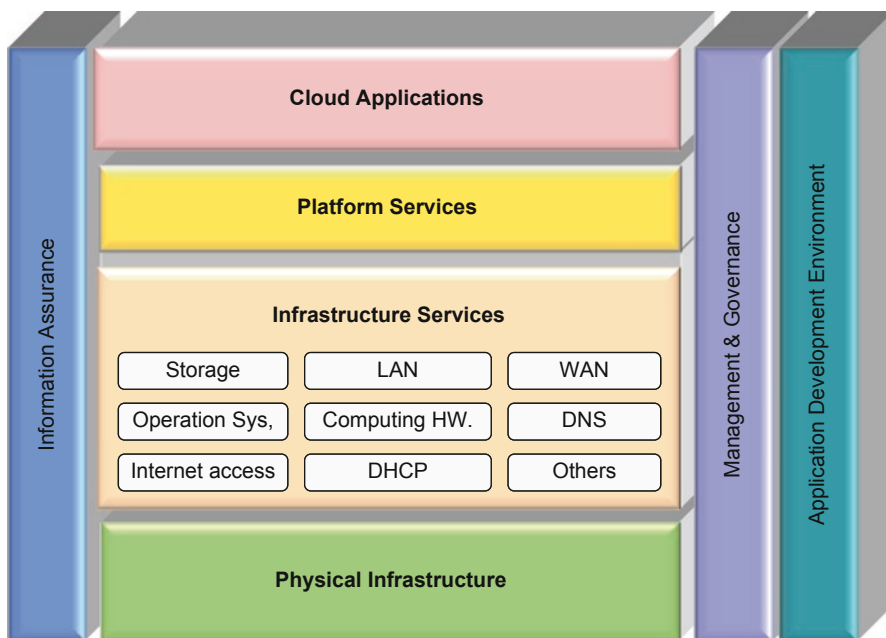 Cloud Applications
Platform Services
Infrastructure Services
Storage
LAN
WAN
Operation Sys,
Computing HW.
DNS
Internet access
DHCP
Others
Physical Infrastructure
Information Assurance
Management & Governance
Application Development Environment